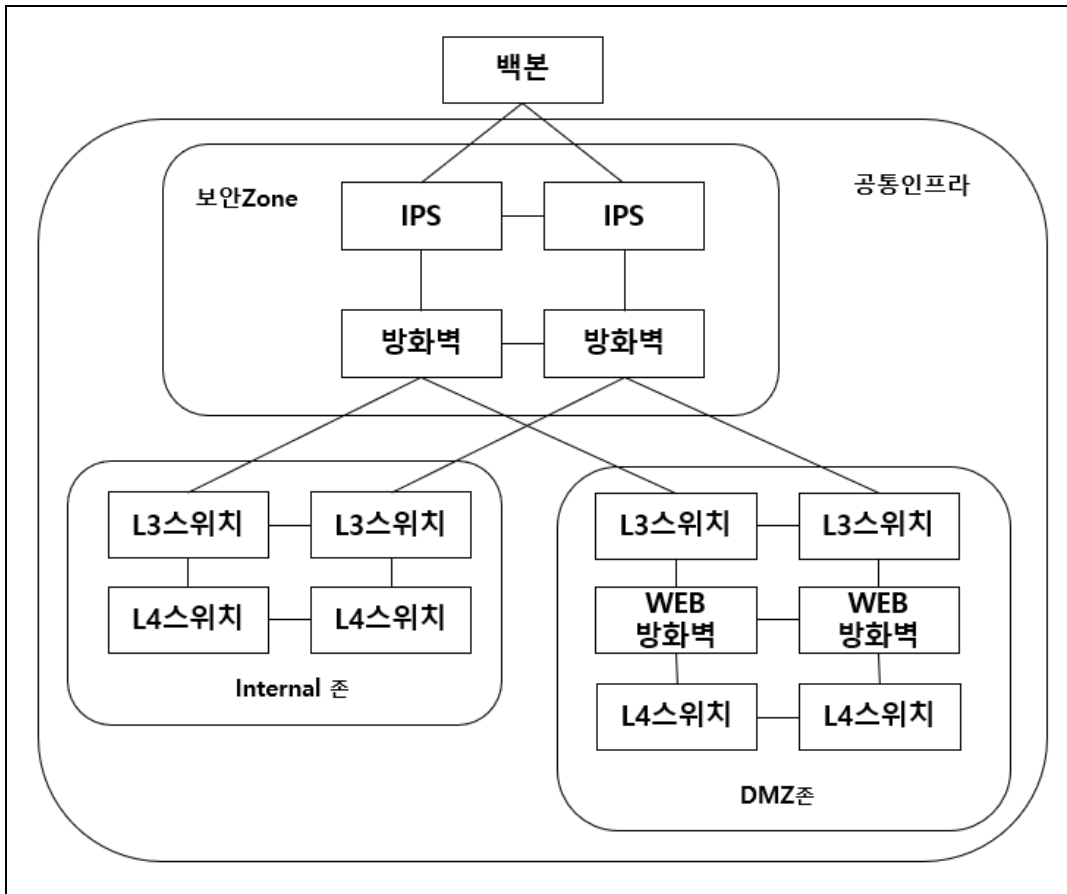 백본
공통인프라
보안Zone
IPS
IPS
방화벽
방화벽
L3스위치
L3스위치
L4스위치
L4스위치
Internal 존
L3스위치
L3스위치
WEB
방화벽
WEB
방화벽
L4스위치
L4스위치
DMZ존